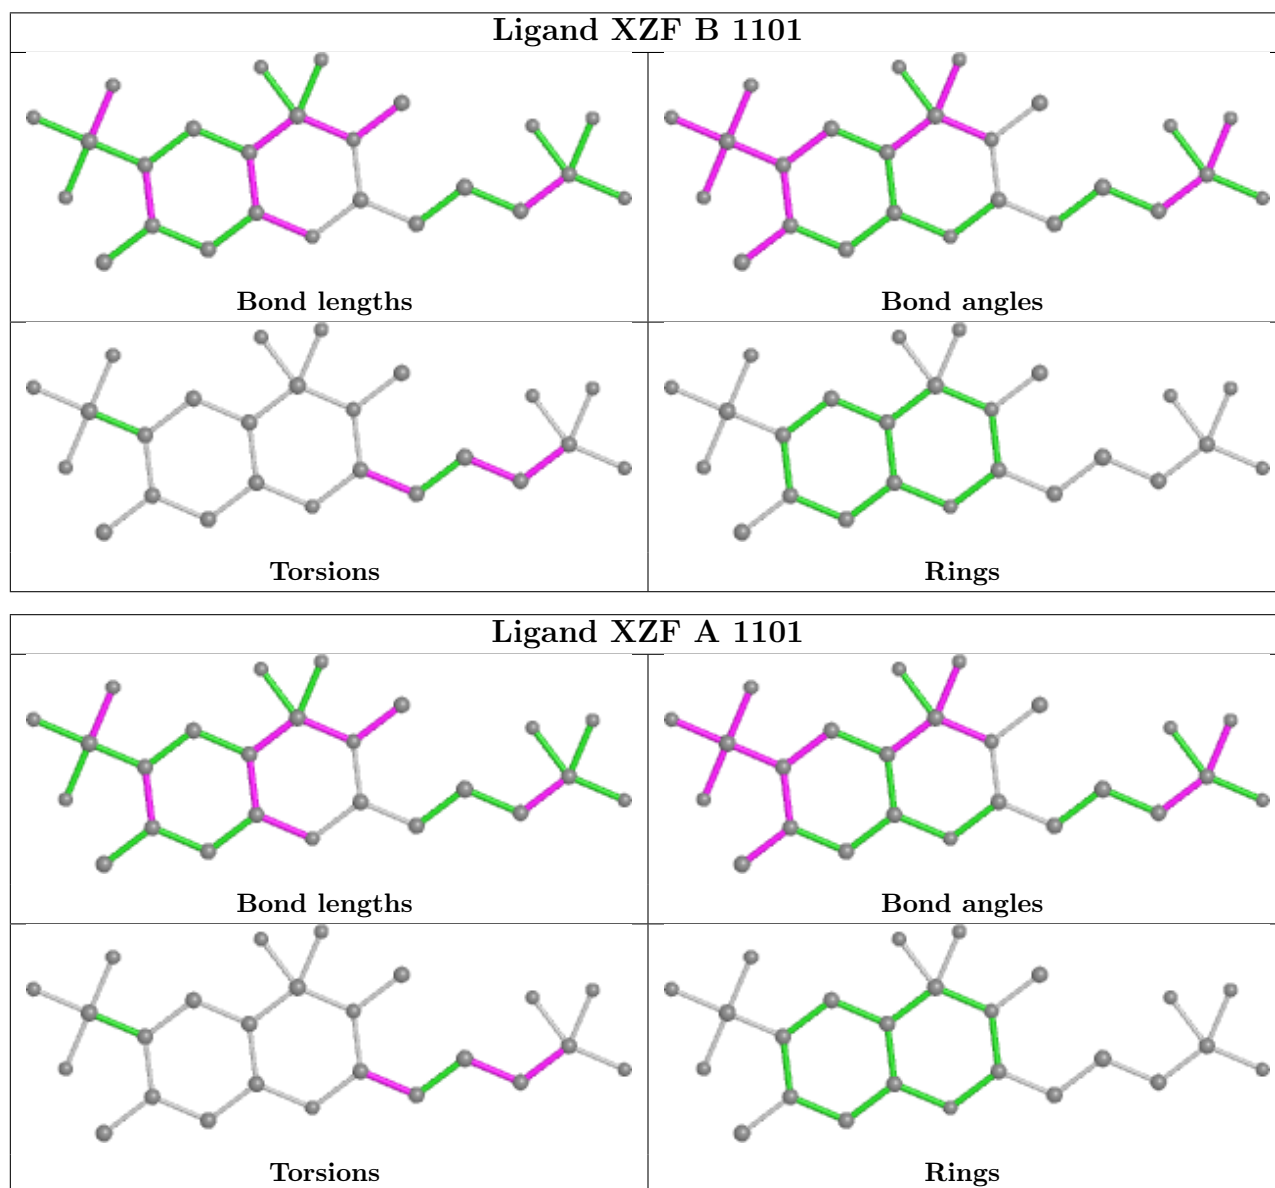 Ligand XZF B 1101
Bond lengths
Bond angles
Torsions
Rings
Ligand XZF A 1101
Bond lengths
Bond angles
Torsions
Rings